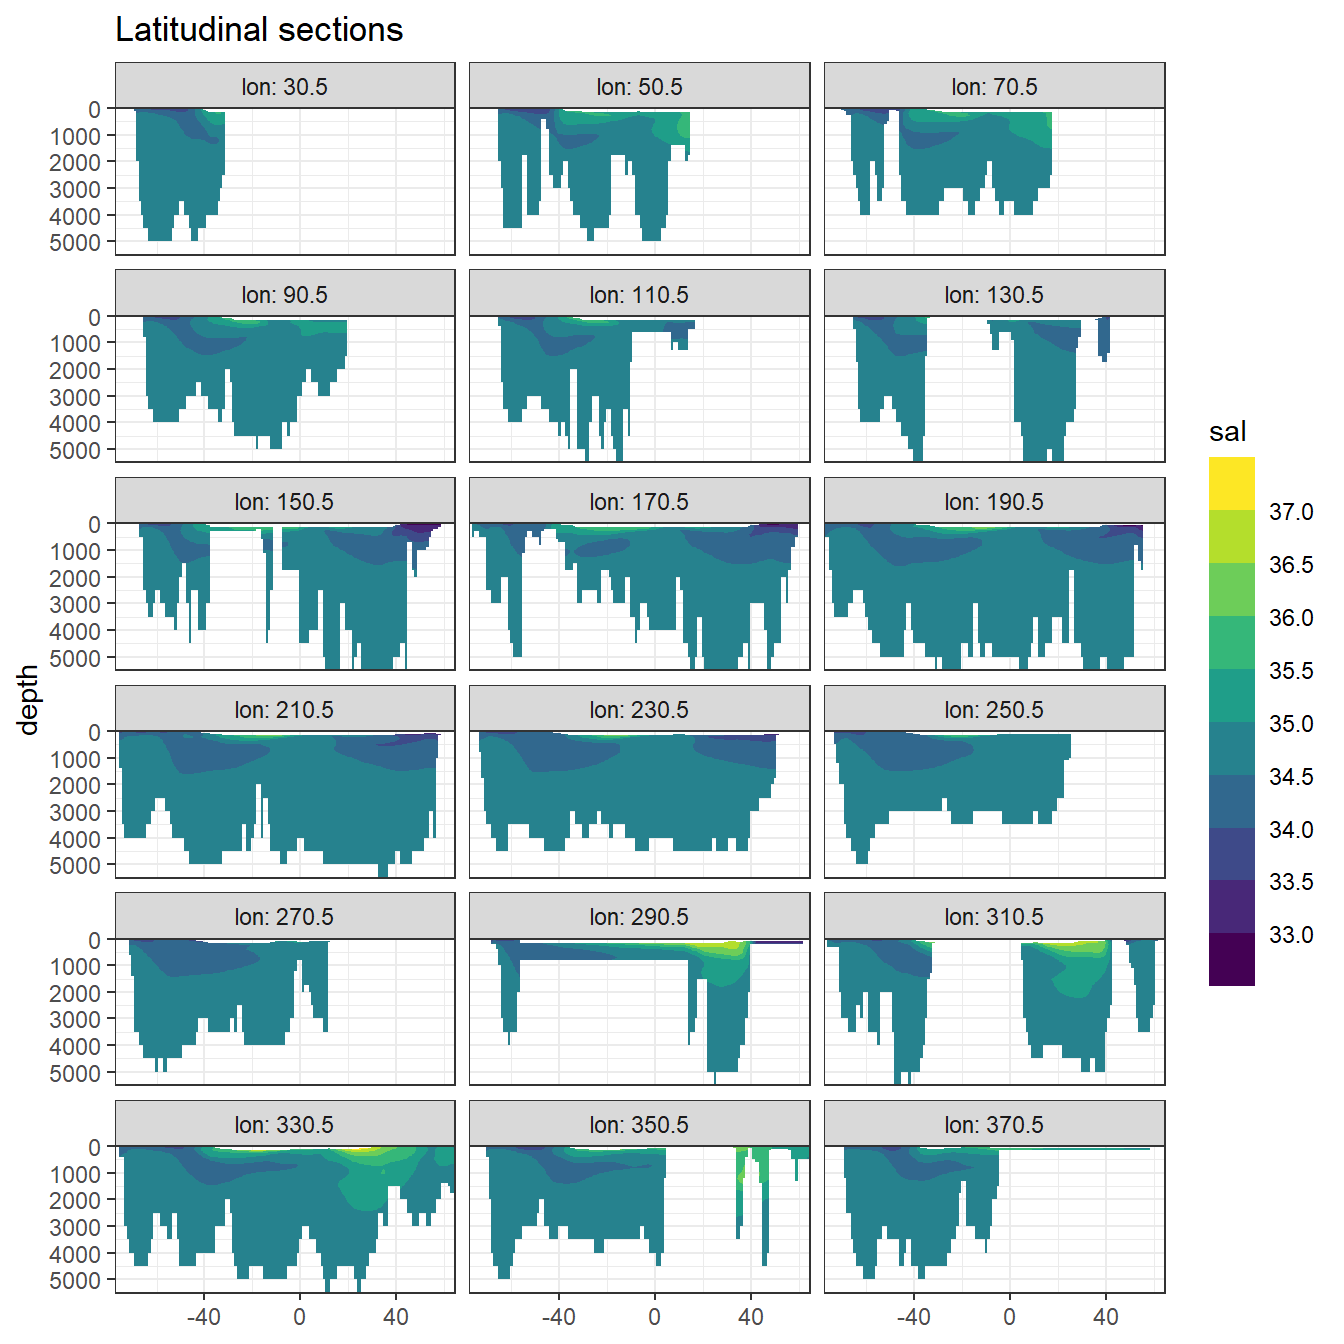 Latitudinal sections
lon: 30.5
lon: 50.5
lon: 70.5
0
1000
2000
3000
4000
5000
lon: 90.5
lon: 110.5
lon: 130.5
0
1000
2000
3000
4000
5000
lon: 150.5
lon: 170.5
lon: 190.5
0
1000
2000
3000
4000
5000
depth
lon: 210.5
lon: 230.5
lon: 250.5
0
1000
2000
3000
4000
5000
lon: 270.5
lon: 290.5
lon: 310.5
0
1000
2000
3000
4000
5000
lon: 330.5
lon: 350.5
lon: 370.5
0
1000
2000
3000
4000
5000
-40 0 40
-40 0 40
-40 0 40
sal
37.0
36.5
36.0
35.5
35.0
34.5
34.0
33.5
33.0